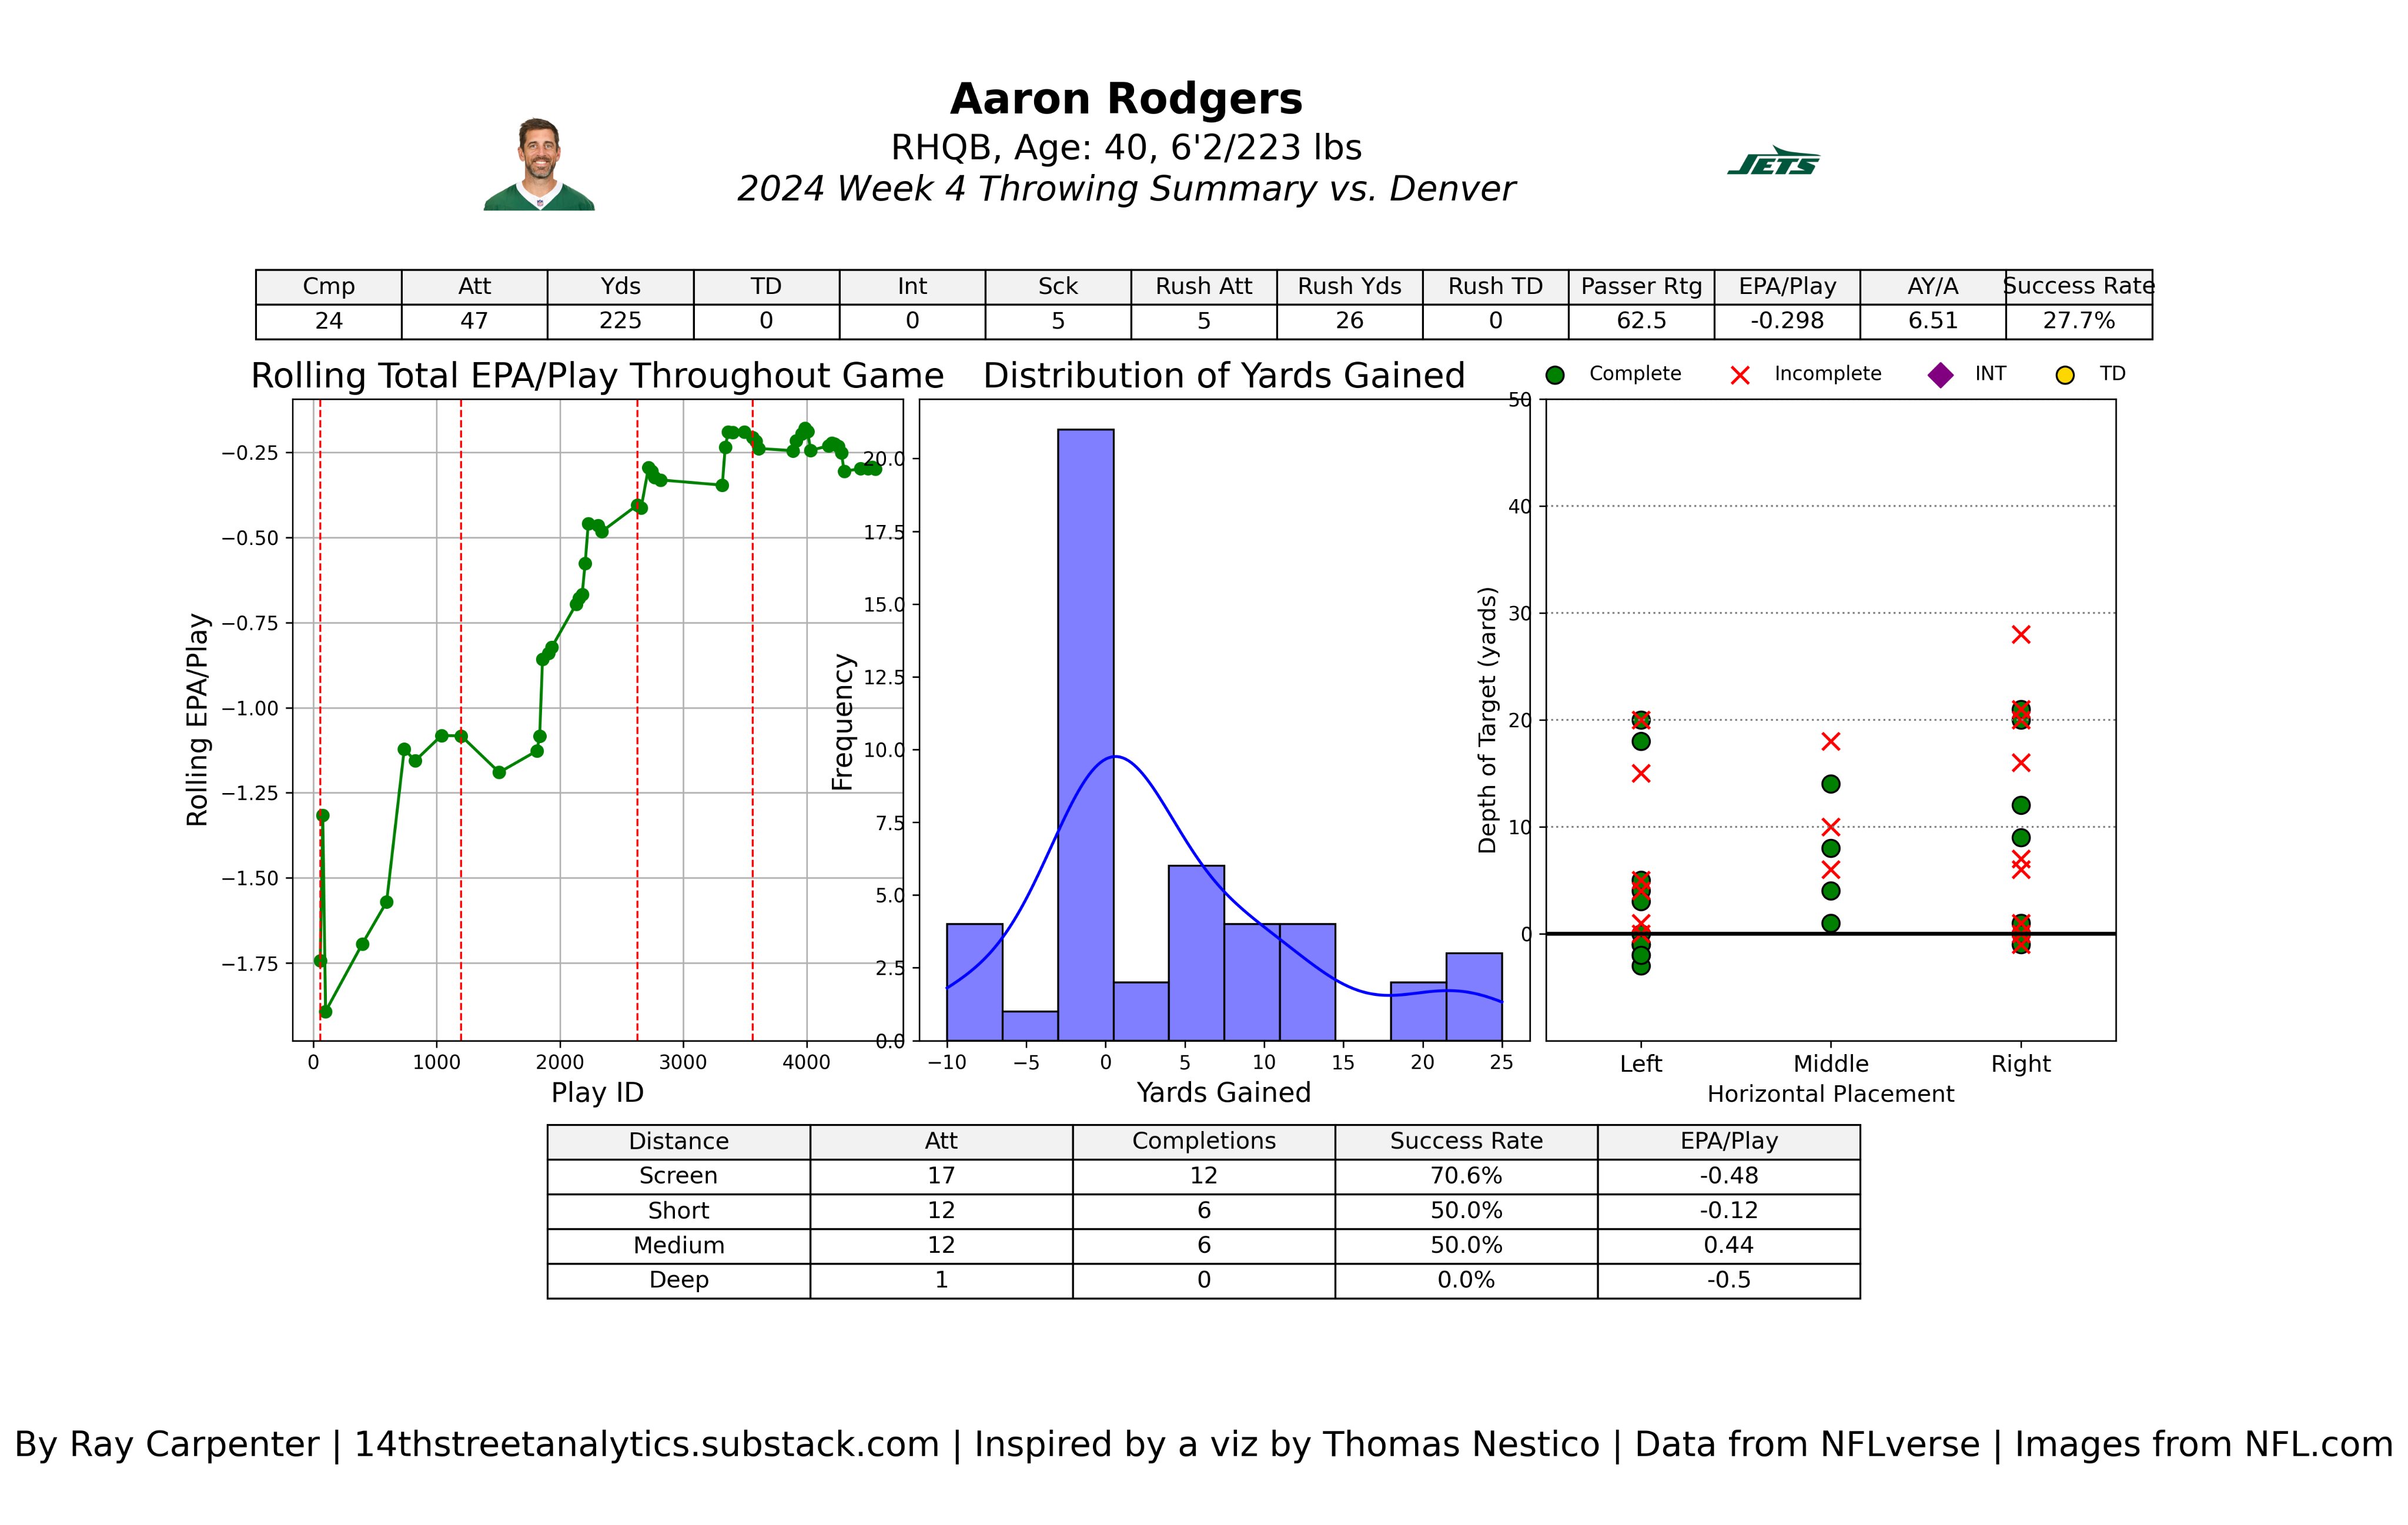 Aaron Rodgers
RHQB, Age: 40, 6'2/223 lbs
2024 Week 4 Throwing Summary vs. Denver
JETS
Cmp Att Yds TD Int Sck Rush Att Rush Yds Rush TD Passer Rtg EPA/Play AY/A Success Rate
24 47 225 0 0 5 5 26 0 62.5 -0.298 6.51 27.7%
Rolling Total EPA/Play Throughout Game
−0.25
−0.50
−0.75
−1.00
−1.25
−1.50
−1.75
Rolling EPA/Play
0 1000 2000 3000 4000
Play ID
Distribution of Yards Gained
20.0
17.5
15.0
12.5
10.0
7.5
5.0
2.5
0.0
Frequency
−10 −5 0 5 10 15 20 25
Yards Gained
Complete Incomplete INT TD
50
40
30
20
10
0
Depth of Target (yards)
Left Middle Right
Horizontal Placement
Distance Att Completions Success Rate EPA/Play
Screen 17 12 70.6% -0.48
Short 12 6 50.0% -0.12
Medium 12 6 50.0% 0.44
Deep 1 0 0.0% -0.5
By Ray Carpenter | 14thstreetanalytics.substack.com | Inspired by a viz by Thomas Nestico | Data from NFLverse | Images from NFL.com